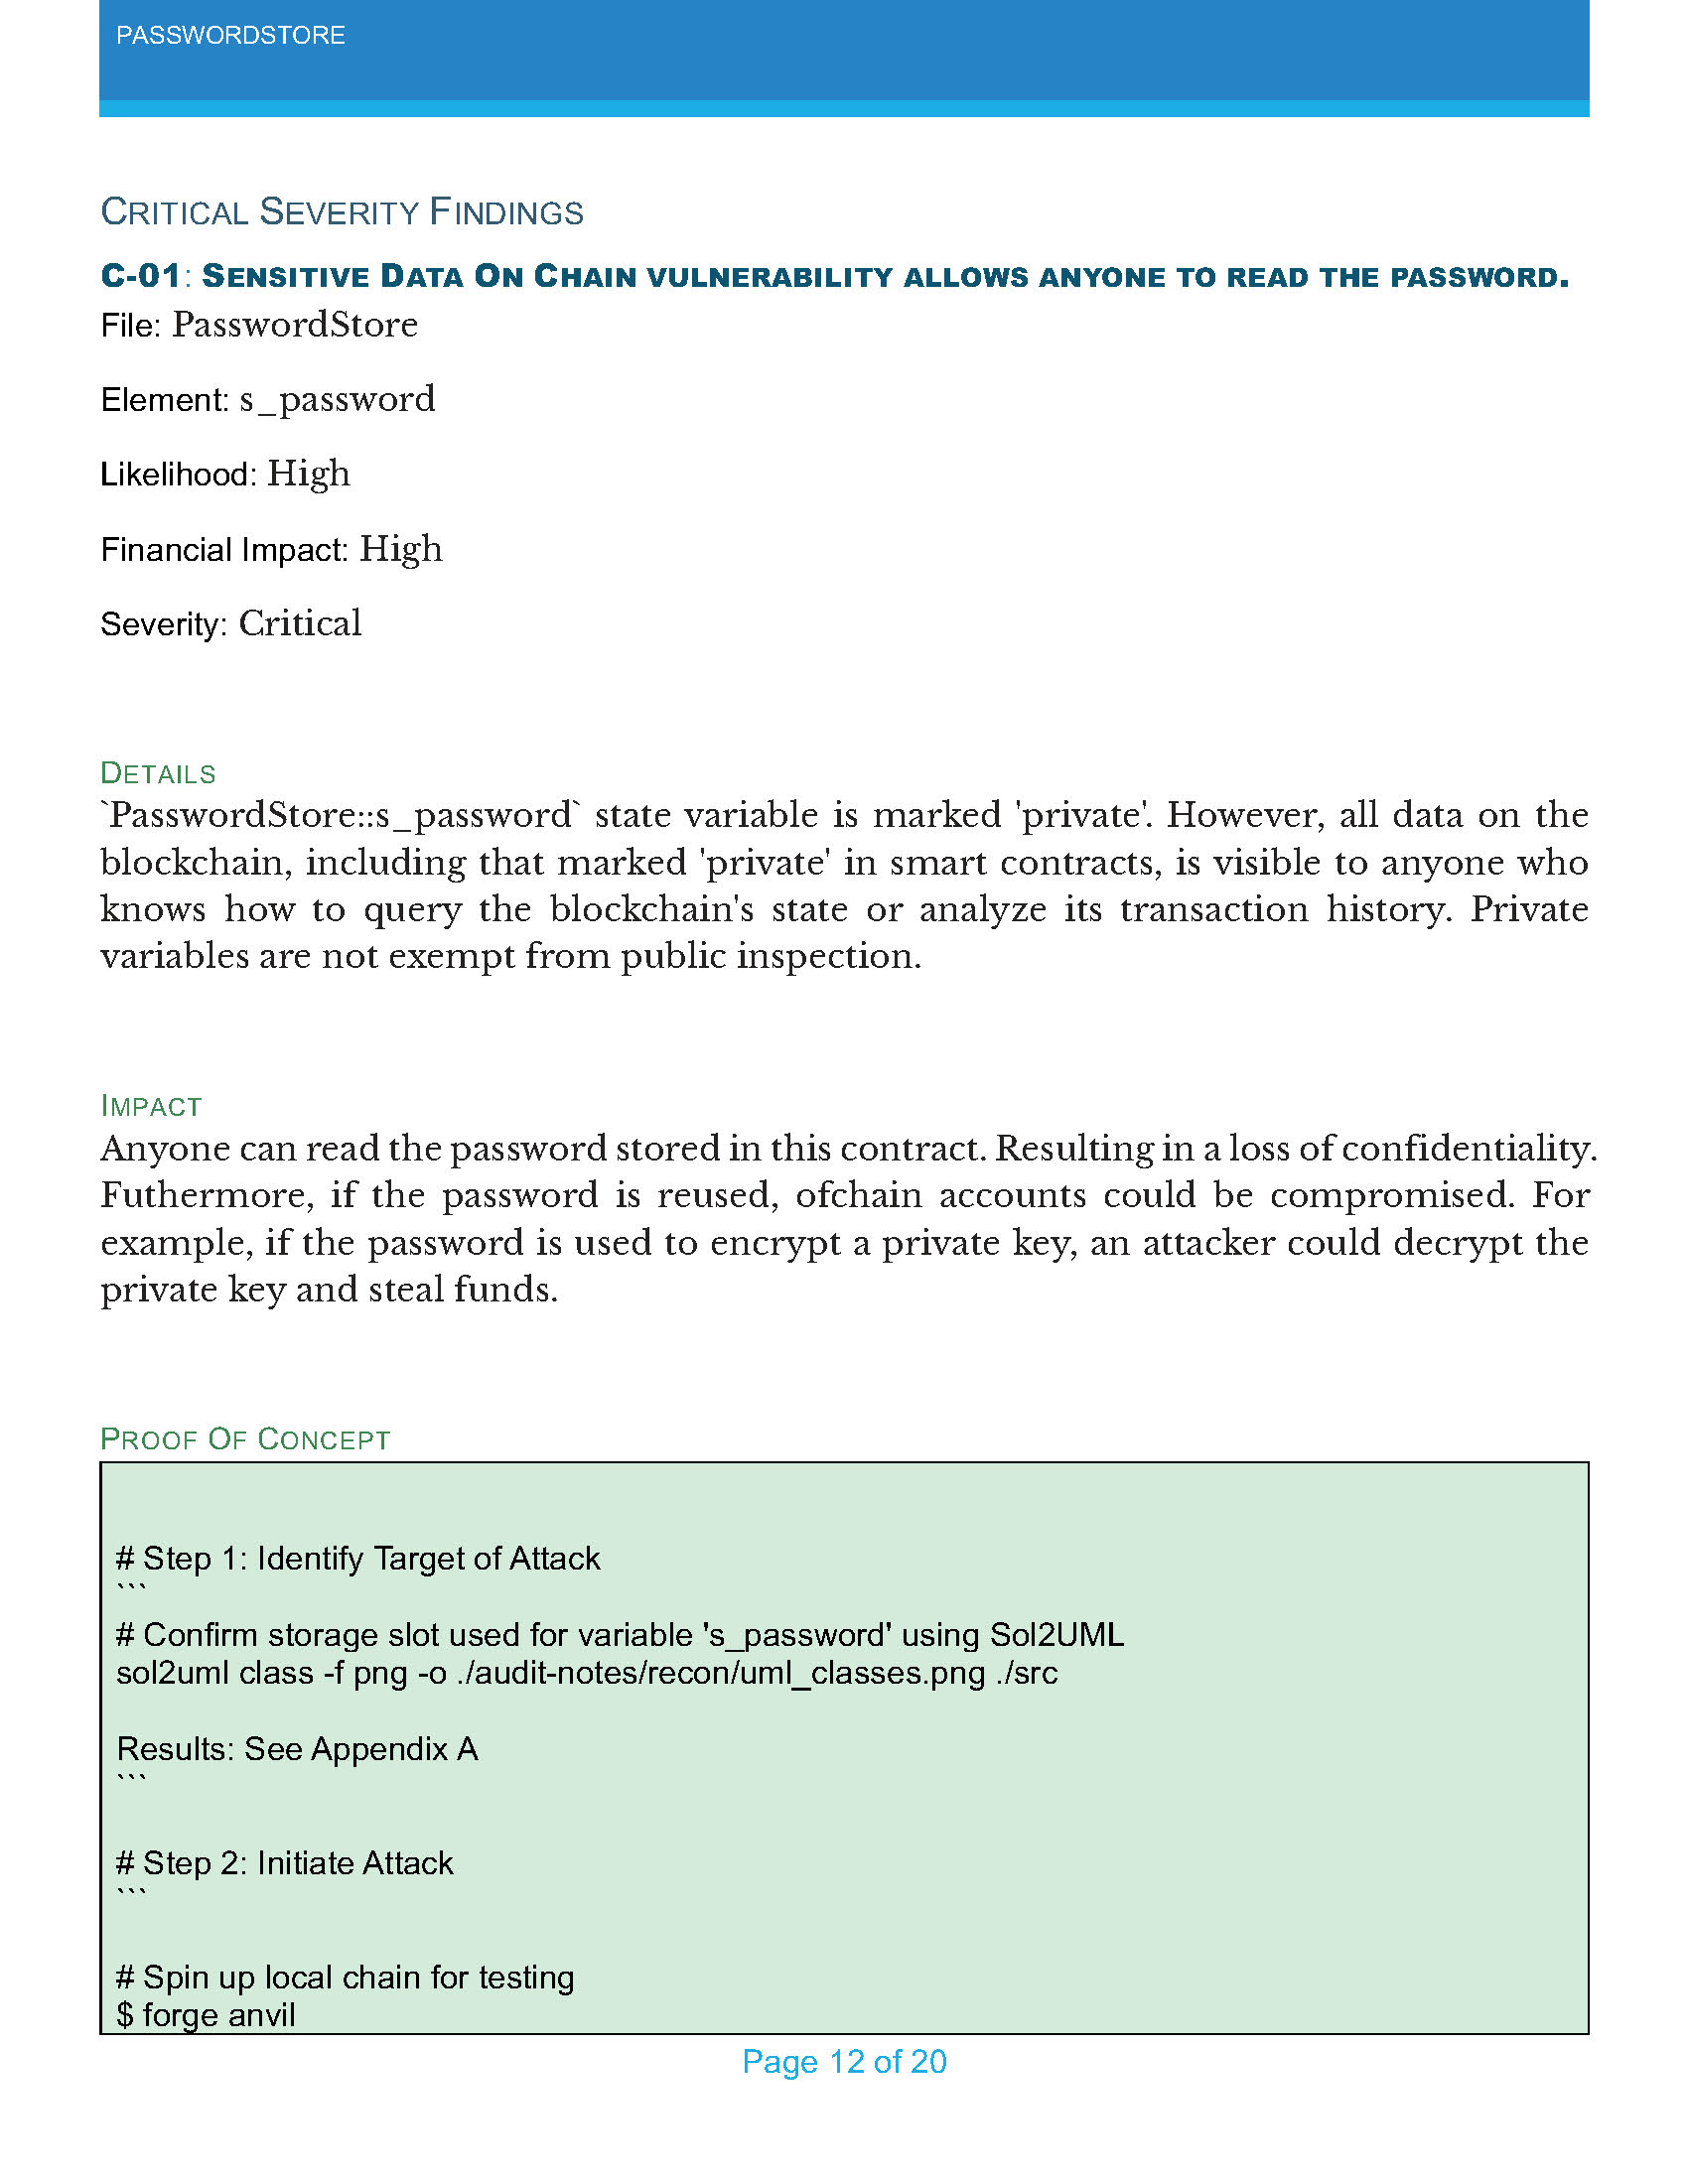 PASSWORDSTORE
CRITICAL SEVERITY FINDINGS
C-01: SENSITIVE DATA ON CHAIN VULNERABILITY ALLOWS ANYONE TO READ THE PASSWORD.
File: PasswordStore
Element: s_password
Likelihood: High
Financial Impact: High
Severity: Critical
DETAILS
`PasswordStore::s_password` state variable is marked 'private'. However, all data on the
blockchain, including that marked 'private' in smart contracts, is visible to anyone who
knows how to query the blockchain's state or analyze its transaction history. Private
variables are not exempt from public inspection.
IMPACT
Anyone can read the password stored in this contract. Resulting in a loss of confidentiality.
Futhermore, if the password is reused, ofchain accounts could be compromised. For
example, if the password is used to encrypt a private key, an attacker could decrypt the
private key and steal funds.
PROOF OF CONCEPT
# Step 1: Identify Target of Attack
```
# Confirm storage slot used for variable 's_password' using Sol2UML
sol2uml class -f png -o ./audit-notes/recon/uml_classes.png ./src
Results: See Appendix A
```
# Step 2: Initiate Attack
```
# Spin up local chain for testing
$ forge anvil
Page 12 of 20